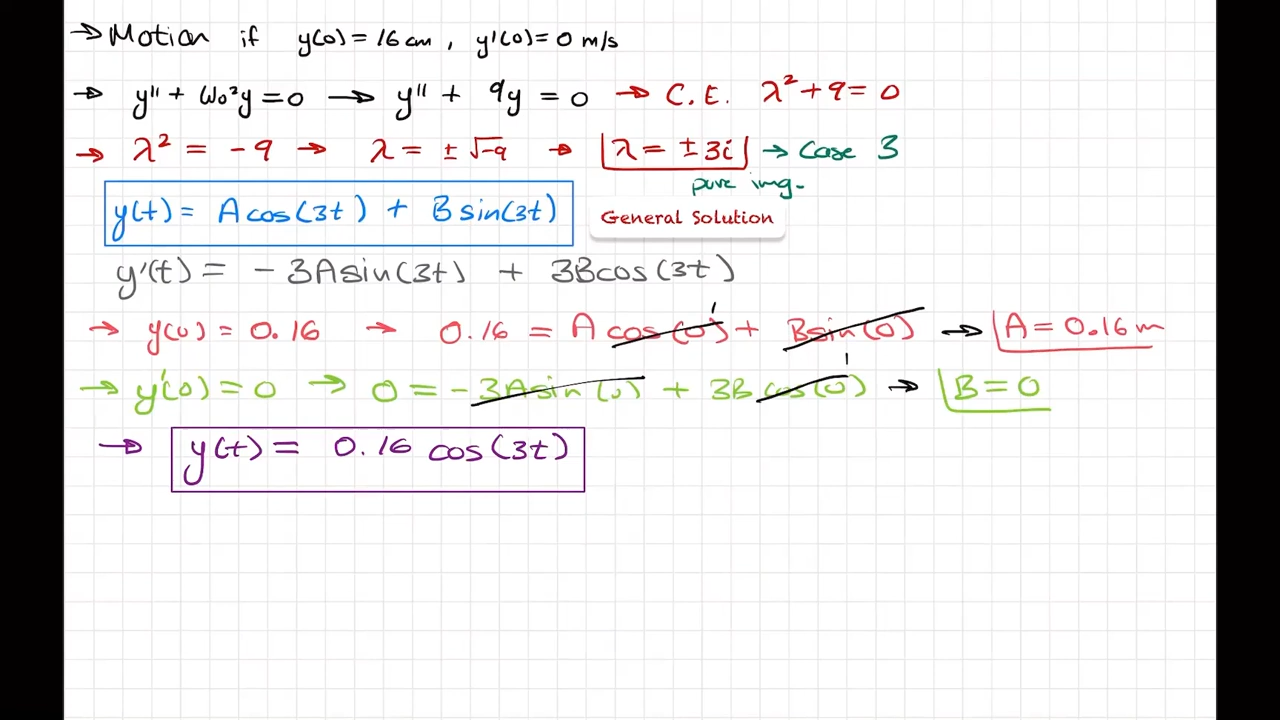 → Motion if y(0) = 16 cm , y'(0) = 0 m/s
→ y'' + ω₀²y = 0 → y'' + 9y = 0 → C.E. λ² + 9 = 0
→ λ² = -9 → λ = ± √-9 → λ = ± 3i → Case 3
pure img.
y(t) = A cos(3t) + B sin(3t) General Solution
y'(t) = - 3A sin(3t) + 3B cos(3t)
→ y(0) = 0.16 → 0.16 = A cos(0) 1 + B sin(0) → A = 0.16 m
→ y'(0) = 0 → 0 = - 3A sin(0) + 3B cos(0) 1 → B = 0
→ y(t) = 0.16 cos(3t)